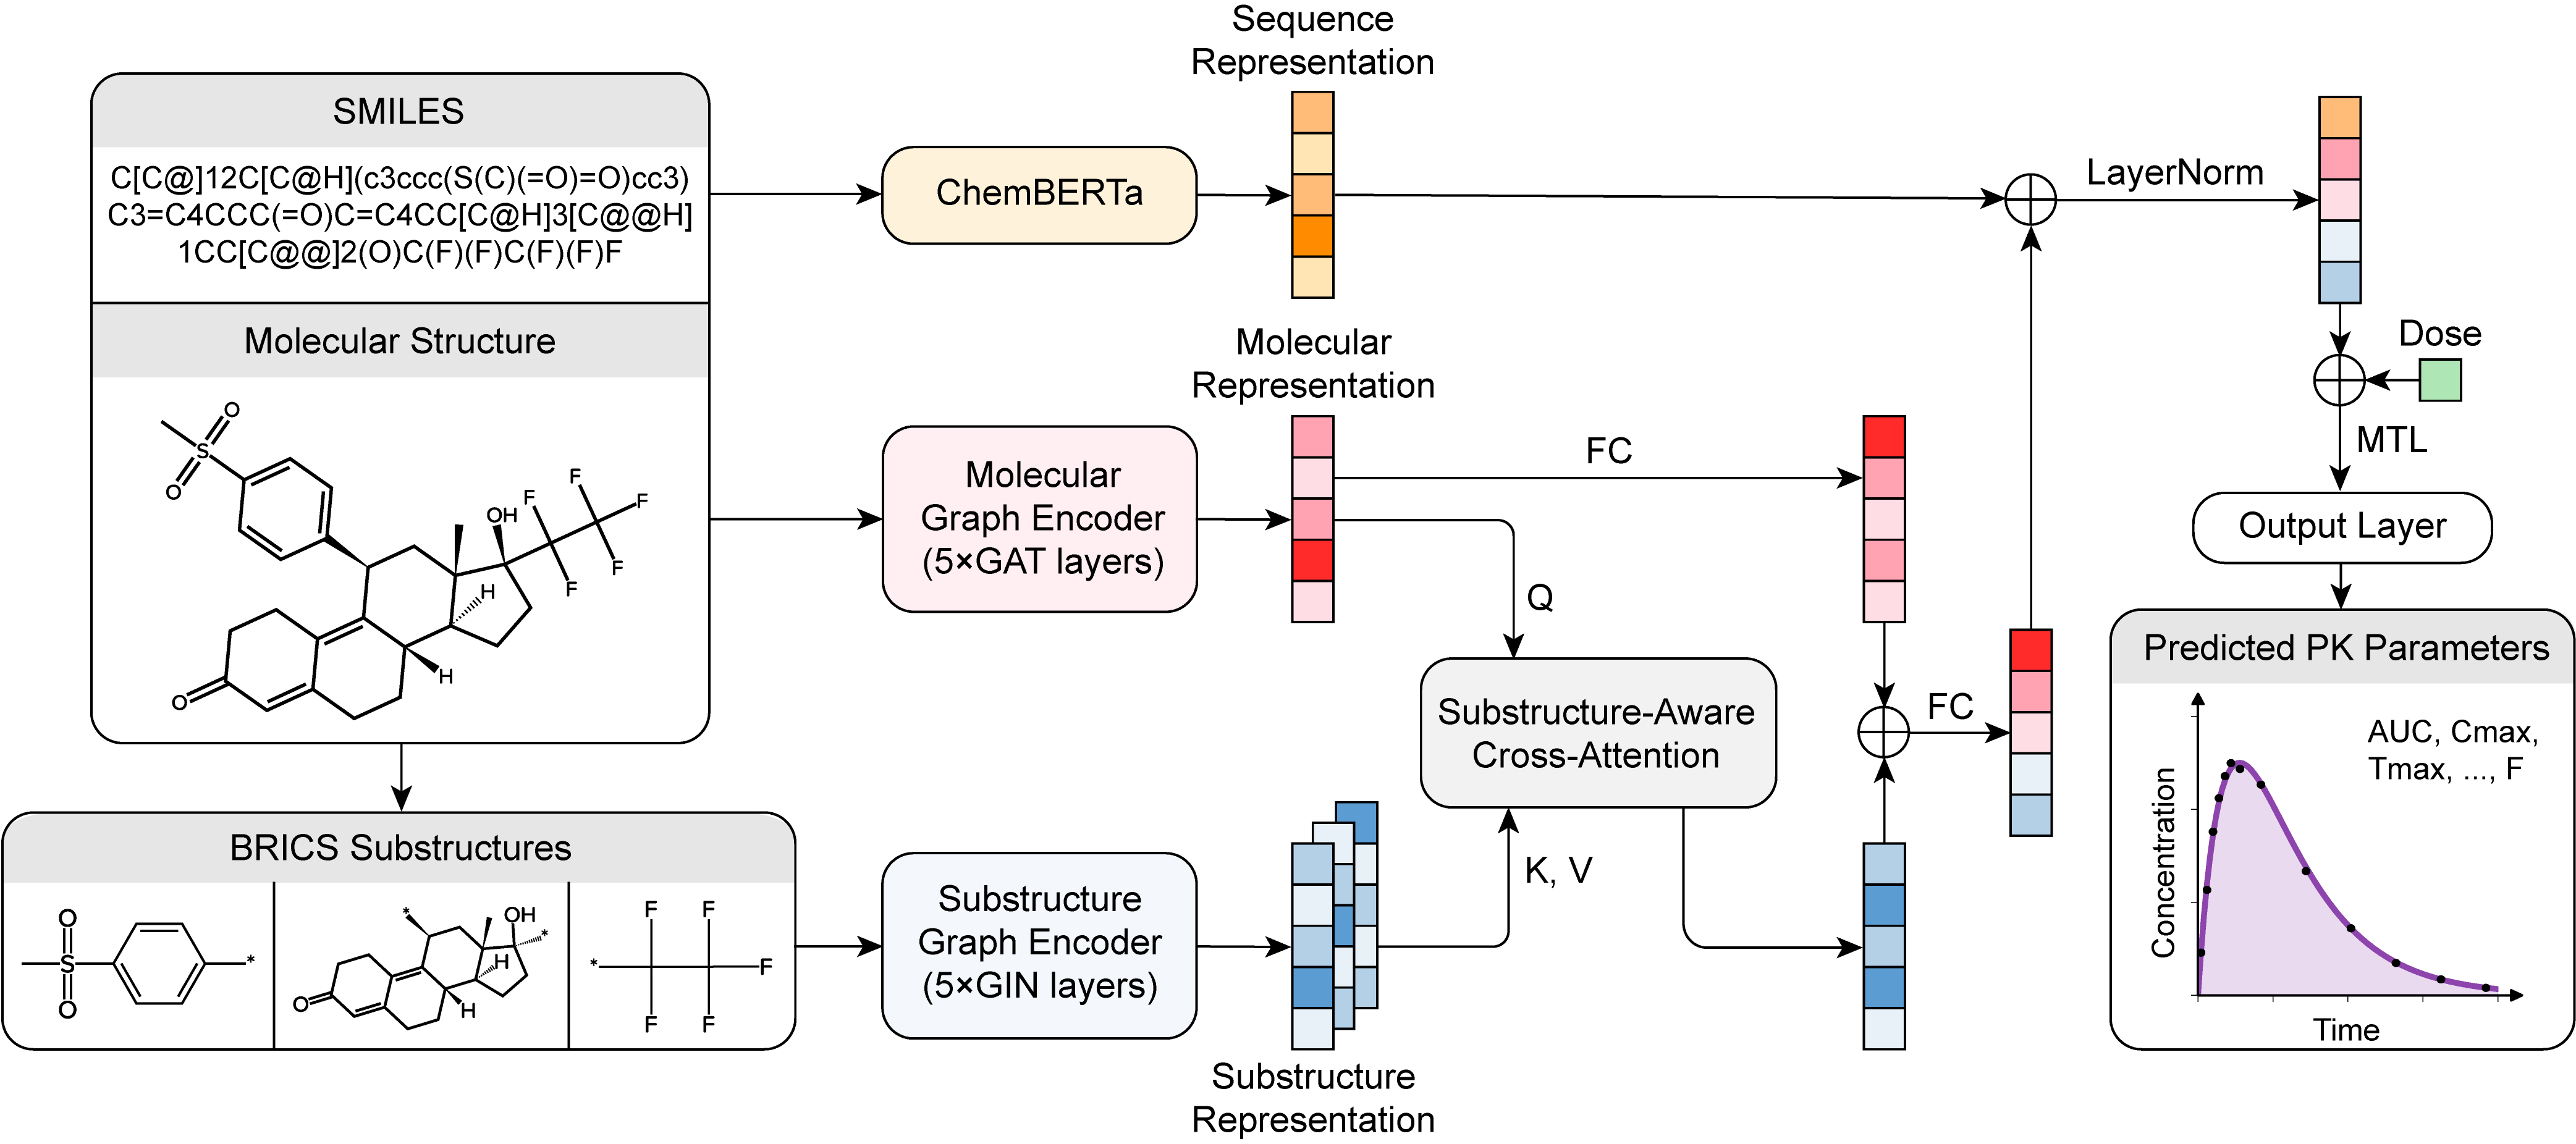 Sequence
Representation
SMILES
C[C@]12C[C@H](c3ccc(S(C)(=O)=O)cc3)
C3=C4CCC(=O)C=C4CC[C@H]3[C@@H]
1CC[C@@]2(O)C(F)(F)C(F)(F)F
ChemBERTa
LayerNorm
Molecular Structure
S
O
O
OH
F
F
F
F
F
H
H
O
Molecular
Graph Encoder
(5×GAT layers)
Molecular
Representation
FC
Q
Dose
MTL
Output Layer
Substructure-Aware
Cross-Attention
FC
K, V
Predicted PK Parameters
AUC, Cmax,
Tmax, ..., F
Concentration
Time
BRICS Substructures
O
S
O
*
*
OH
*
H
H
O
*
F
F
F
F
F
Substructure
Graph Encoder
(5×GIN layers)
Substructure
Representation